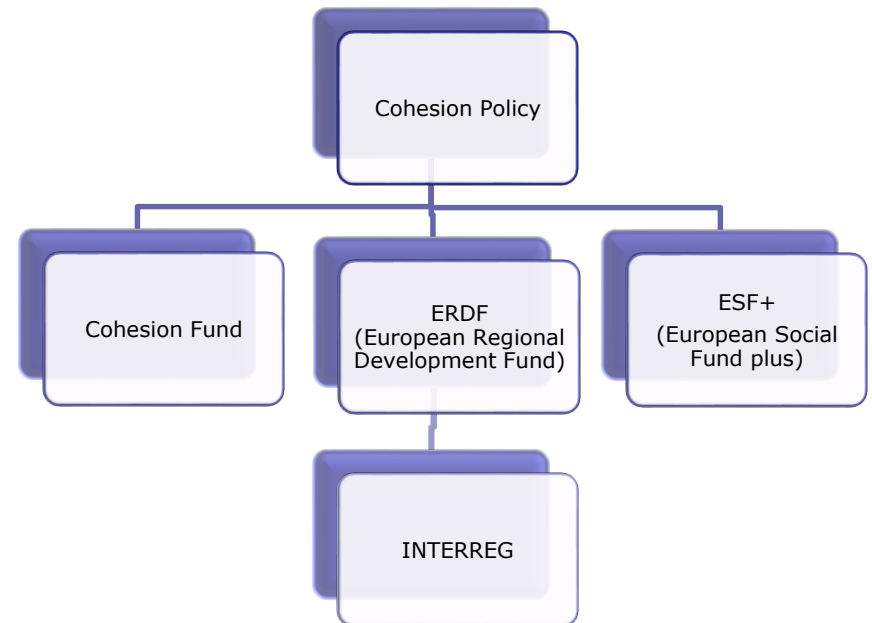 Cohesion Policy
Cohesion Fund
ERDF
(European Regional
Development Fund)
ESF+
(European Social
Fund plus)
INTERREG